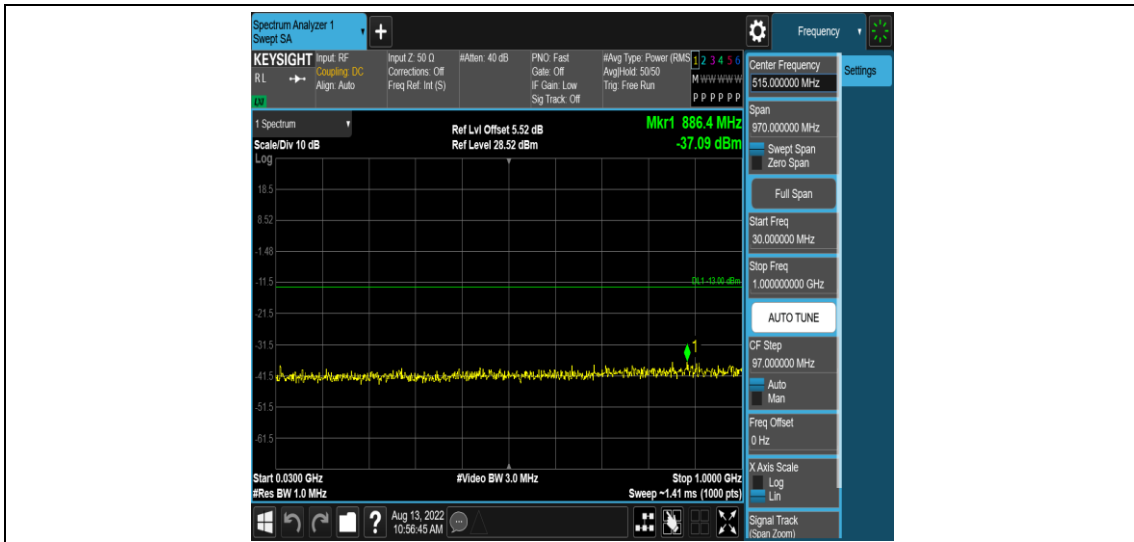 Spectrum Analyzer 1
Swept SA
+
Frequency
KEYSIGHT Input: RF
RL
Coupling: DC
Align: Auto
LM
Input Z: 50 Ω
Corrections: Off
Freq Ref: Int (S)
#Atten: 40 dB
PNO: Fast
Gate: Off
IF Gain: Low
Sig Track: Off
#Avg Type: Power (RMS
Avg|Hold: 50/50
Trig: Free Run
1 2 3 4 5 6
M W W W W W
P P P P P P
1 Spectrum
Scale/Div 10 dB
Log
Ref Lvl Offset 5.52 dB
Ref Level 28.52 dBm
Mkr1 886.4 MHz
-37.09 dBm
18.5
8.52
-1.48
-11.5
DL1 -13.00 dBm
-21.5
-31.5
1
-41.5
-51.5
-61.5
Start 0.0300 GHz
#Res BW 1.0 MHz
#Video BW 3.0 MHz
Stop 1.0000 GHz
Sweep ~1.41 ms (1000 pts)
?
Aug 13, 2022
10:56:45 AM
Center Frequency
515.000000 MHz
Settings
Span
970.000000 MHz
Swept Span
Zero Span
Full Span
Start Freq
30.000000 MHz
Stop Freq
1.000000000 GHz
AUTO TUNE
CF Step
97.000000 MHz
Auto
Man
Freq Offset
0 Hz
X Axis Scale
Log
Lin
Signal Track
(Span Zoom)